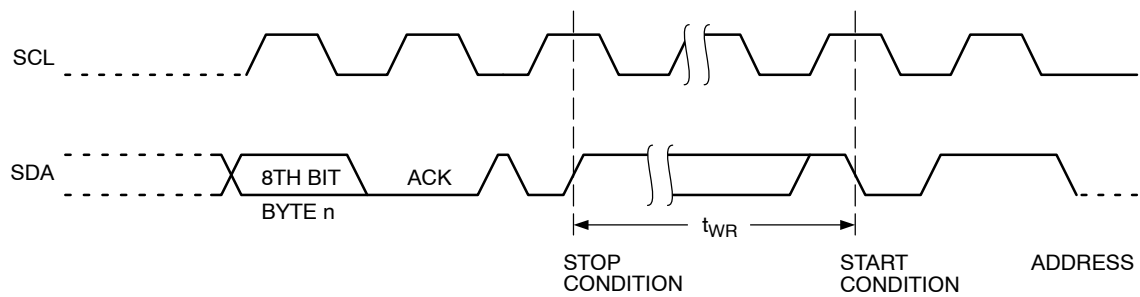 SCL
SDA
8TH BIT
ACK
BYTE n
tWR
STOP
CONDITION
START
CONDITION
ADDRESS